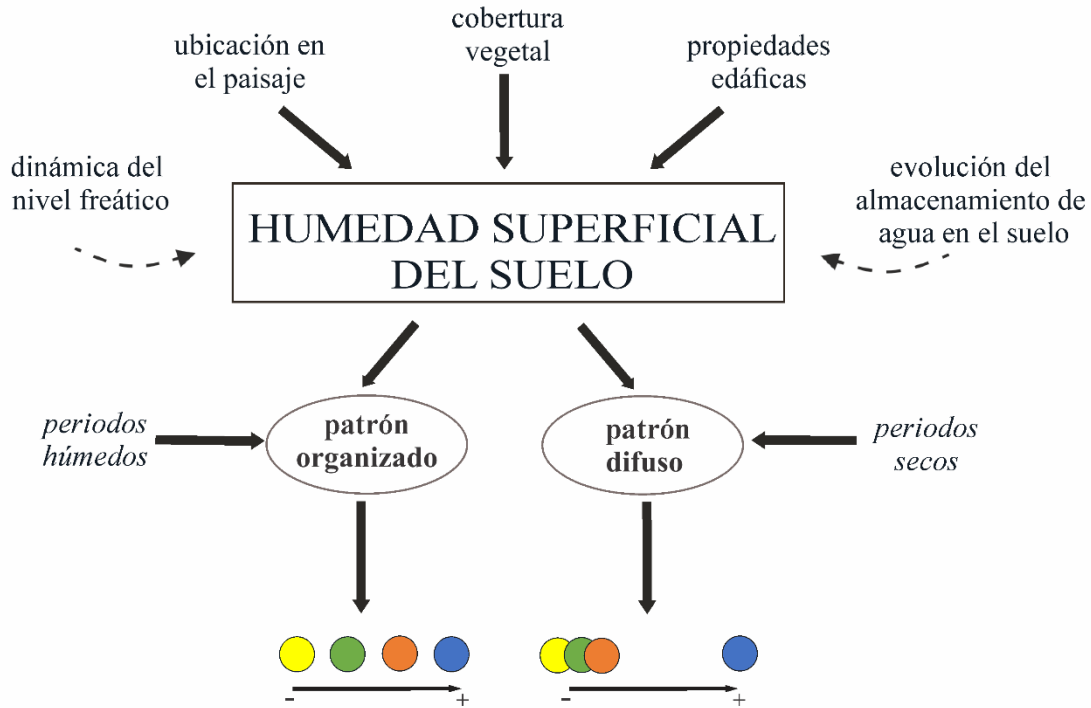 cobertura
vegetal
ubicación en
el paisaje
propiedades
edáficas
dinámica del
nivel freático
evolución del
almacenamiento de
agua en el suelo
HUMEDAD SUPERFICIAL
DEL SUELO
periodos
húmedos
patrón
organizado
patrón
difuso
periodos
secos
- +
- +